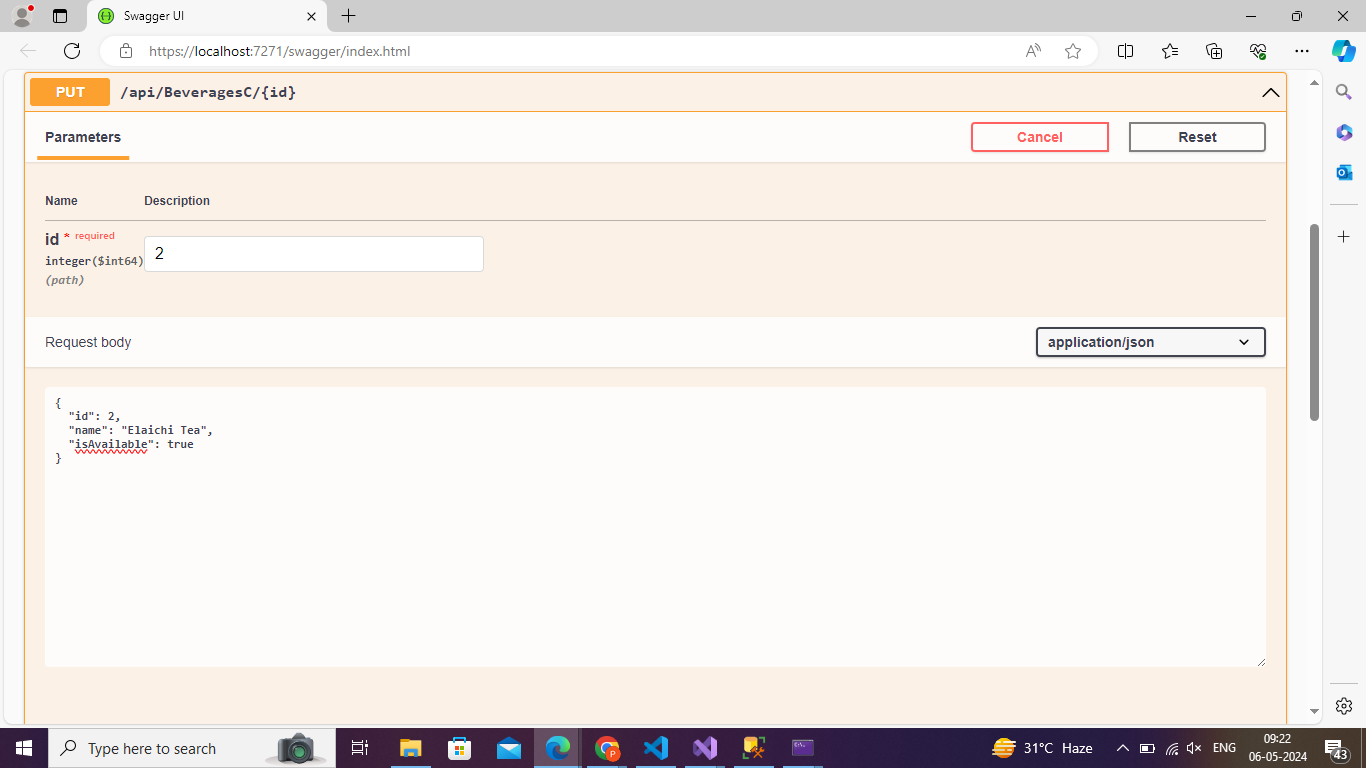 Swagger UI
https://localhost:7271/swagger/index.html
PUT /api/BeveragesC/{id}
Parameters
Cancel
Reset
Name Description
id * required
integer($int64)
(path)
2
Request body
application/json
{
"id": 2,
"name": "Elaichi Tea",
"isAvailable": true
}
Type here to search
31°C Haze
ENG
09:22
06-05-2024
43